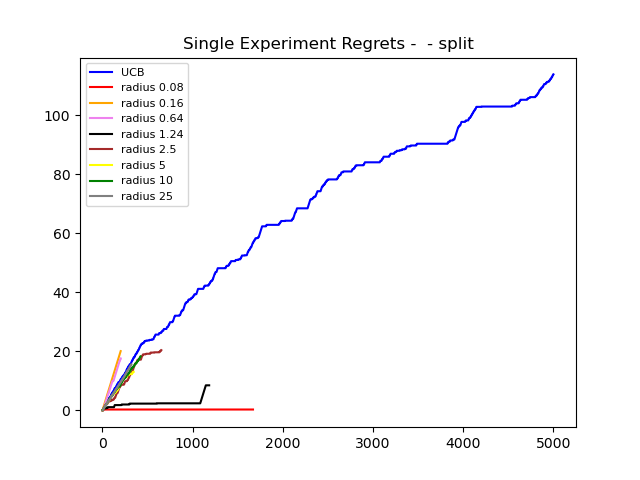 Single Experiment Regrets -  - split
UCB
radius 0.08
radius 0.16
radius 0.64
radius 1.24
radius 2.5
radius 5
radius 10
radius 25
100
80
60
40
20
0
0 1000 2000 3000 4000 5000